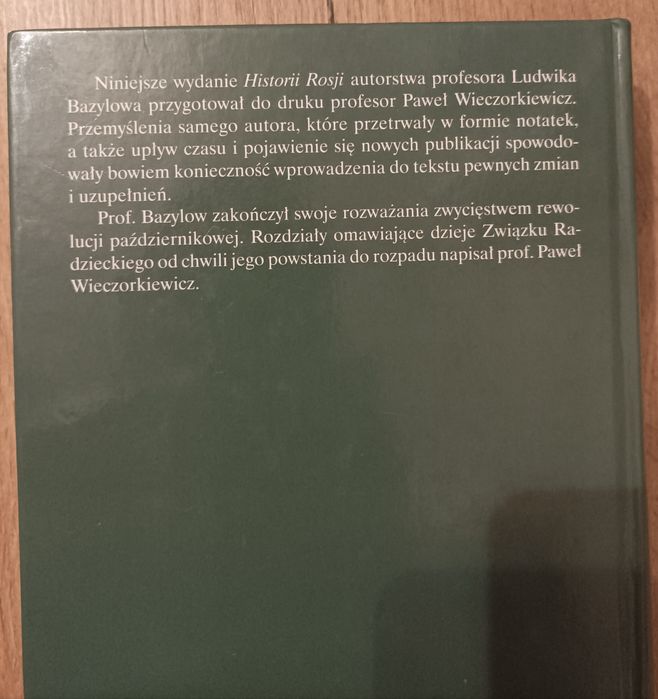 Niniejsze wydanie Historii Rosji autorstwa profesora Ludwika
Bazylowa przygotował do druku profesor Paweł Wieczorkiewicz.
Przemyślenia samego autora, które przetrwały w formie notatek,
a także upływ czasu i pojawienie się nowych publikacji spowodo-
wały bowiem konieczność wprowadzenia do tekstu pewnych zmian
i uzupełnień.
Prof. Bazylow zakończył swoje rozważania zwycięstwem rewo-
lucji październikowej. Rozdziały omawiające dzieje Związku Ra-
dzieckiego od chwili jego powstania do rozpadu napisał prof. Paweł
Wieczorkiewicz.